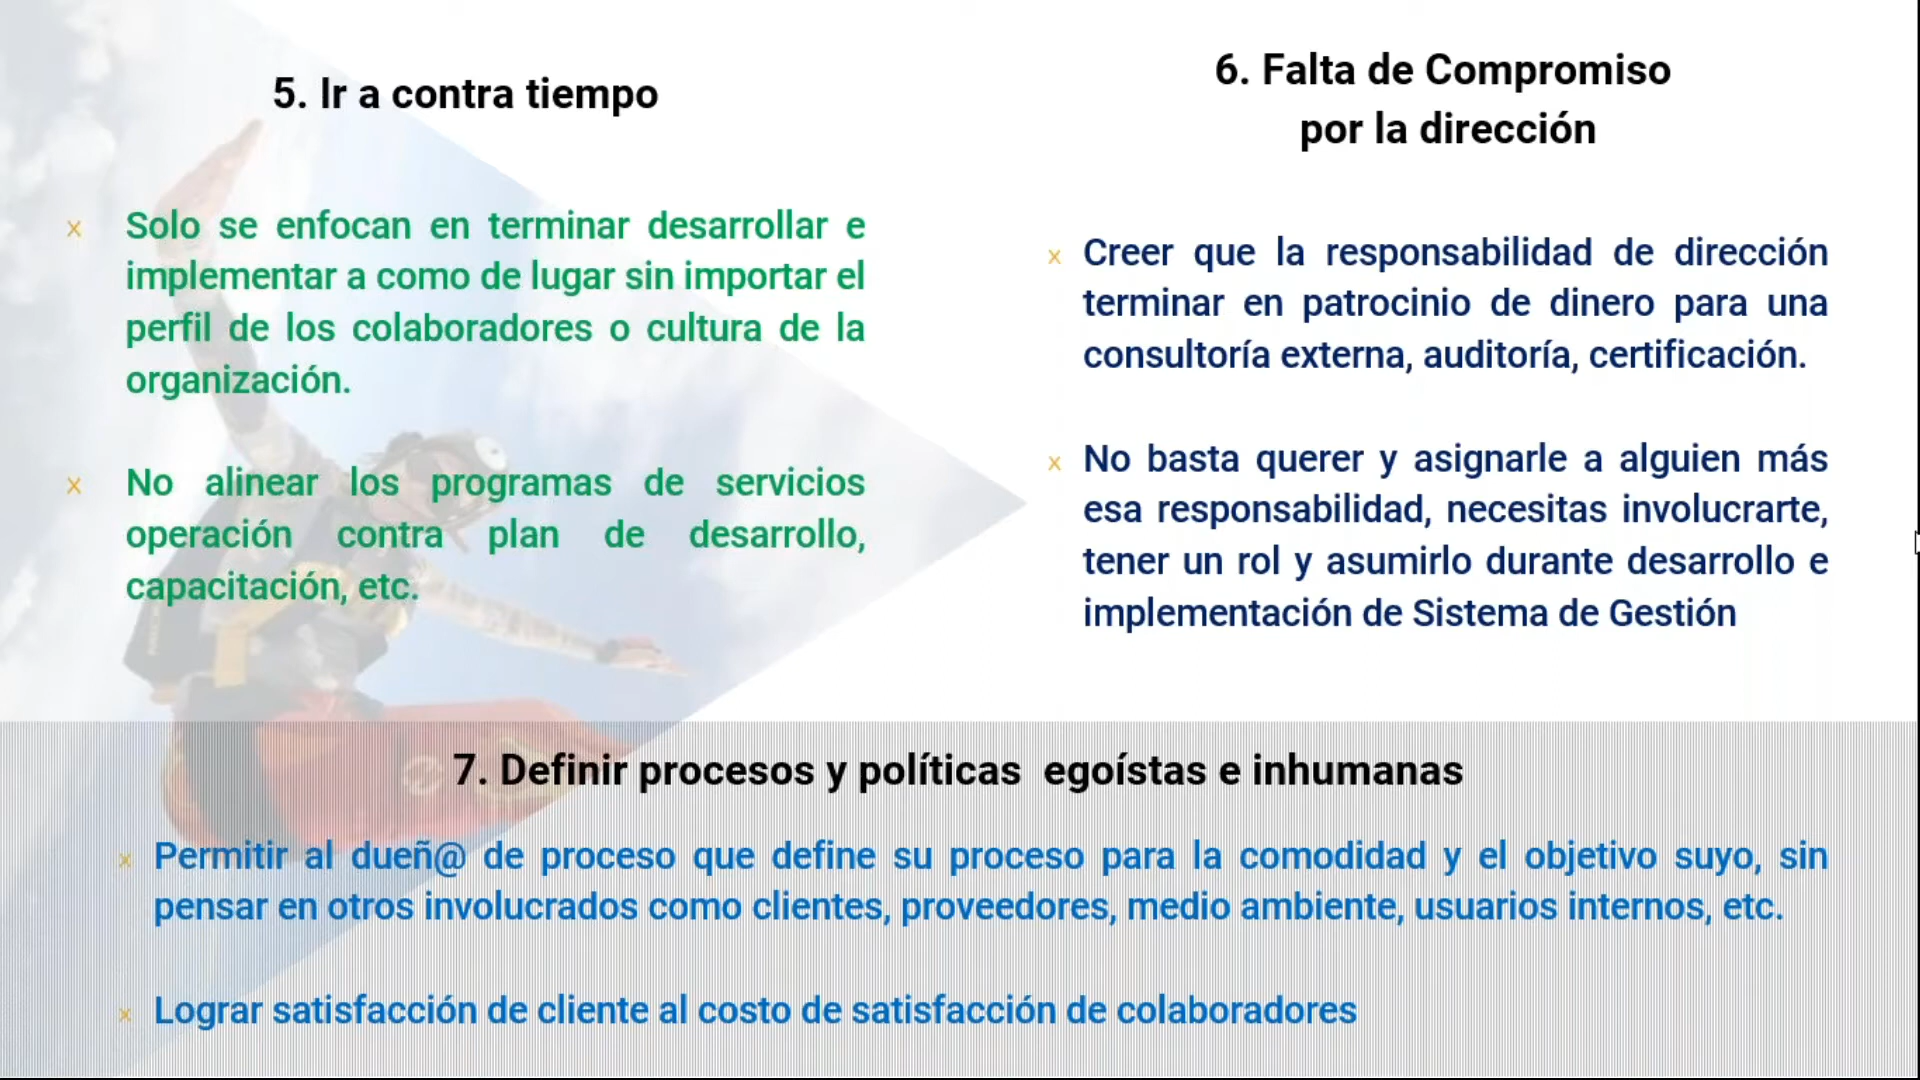 5. Ir a contra tiempo
x Solo se enfocan en terminar desarrollar e
implementar a como de lugar sin importar el
perfil de los colaboradores o cultura de la
organización.
x No alinear los programas de servicios
operación contra plan de desarrollo,
capacitación, etc.
6. Falta de Compromiso
por la dirección
x Creer que la responsabilidad de dirección
terminar en patrocinio de dinero para una
consultoría externa, auditoría, certificación.
x No basta querer y asignarle a alguien más
esa responsabilidad, necesitas involucrarte,
tener un rol y asumirlo durante desarrollo e
implementación de Sistema de Gestión
7. Definir procesos y políticas egoístas e inhumanas
x Permitir al dueñ@ de proceso que define su proceso para la comodidad y el objetivo suyo, sin
pensar en otros involucrados como clientes, proveedores, medio ambiente, usuarios internos, etc.
x Lograr satisfacción de cliente al costo de satisfacción de colaboradores